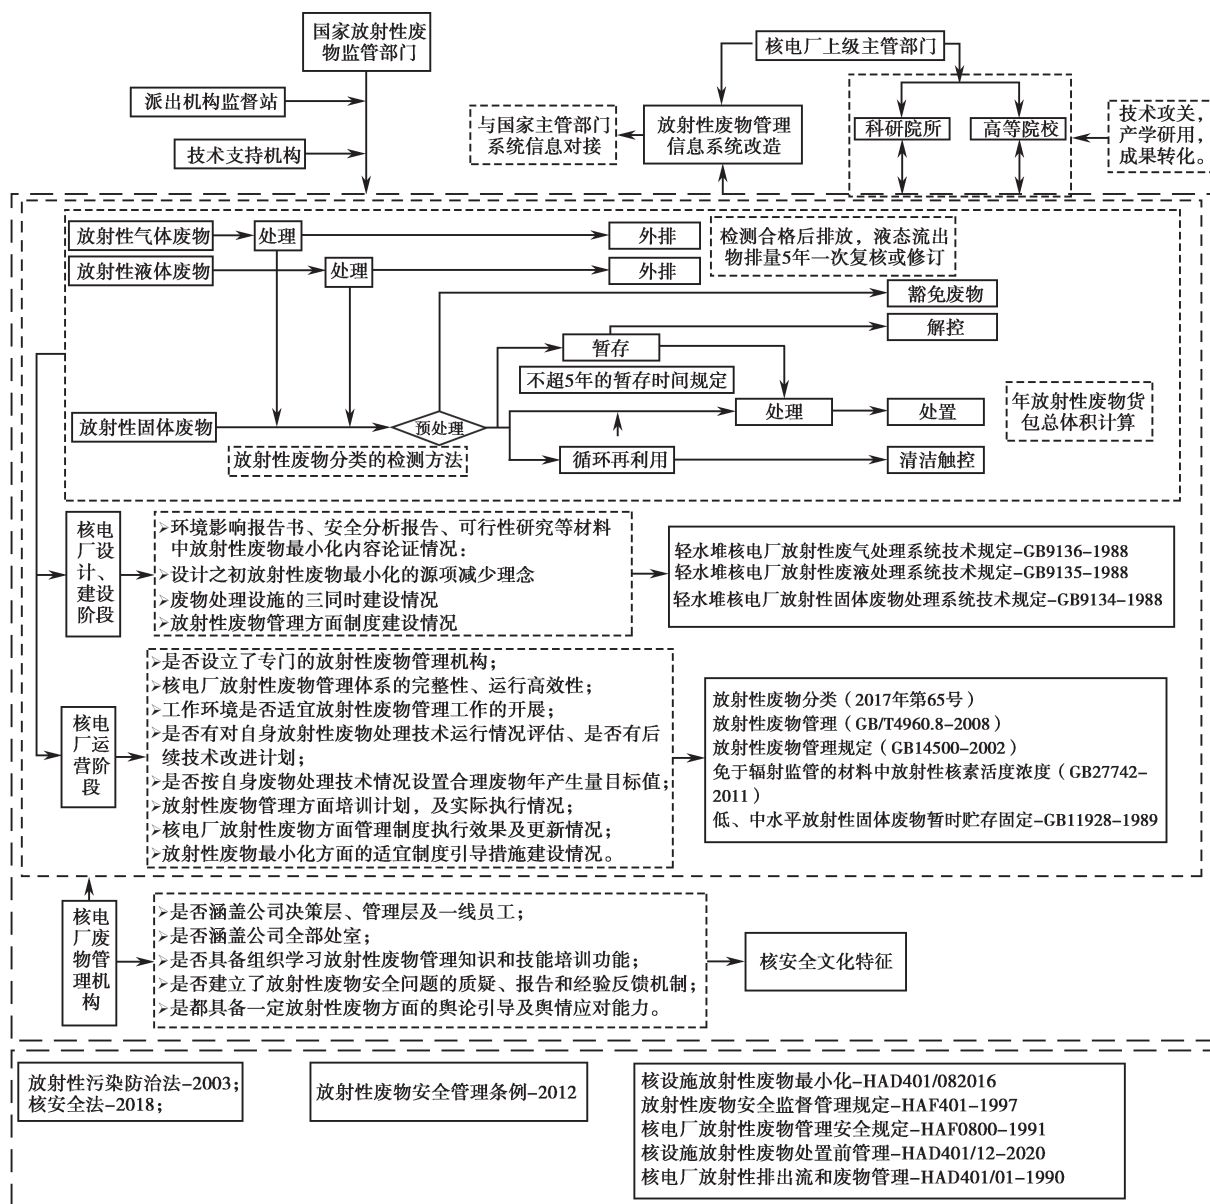 国家放射性废
物监管部门
派出机构监督站
技术支持机构
核电厂上级主管部门
与国家主管部门
系统信息对接
放射性废物管理
信息系统改造
科研院所
高等院校
技术攻关，
产学研用，
成果转化。
放射性气体废物
处理
外排
检测合格后排放，液态流出
物排量5年一次复核或修订
放射性液体废物
处理
外排
豁免废物
解控
暂存
不超5年的暂存时间规定
放射性固体废物
预处理
处理
处置
年放射性废物货
包总体积计算
放射性废物分类的检测方法
循环再利用
清洁触控
核电
厂设
计、
建设
阶段
➢环境影响报告书、安全分析报告、可行性研究等材料
中放射性废物最小化内容论证情况：
➢设计之初放射性废物最小化的源项减少理念
➢废物处理设施的三同时建设情况
➢放射性废物管理方面制度建设情况
轻水堆核电厂放射性废气处理系统技术规定-GB9136-1988
轻水堆核电厂放射性废液处理系统技术规定-GB9135-1988
轻水堆核电厂放射性固体废物处理系统技术规定-GB9134-1988
核电
厂运
营阶
段
➢是否设立了专门的放射性废物管理机构；
➢核电厂放射性废物管理体系的完整性、运行高效性；
➢工作环境是否适宜放射性废物管理工作的开展；
➢是否有对自身放射性废物处理技术运行情况评估、是否有后
续技术改进计划；
➢是否按自身废物处理技术情况设置合理废物年产生量目标值；
➢放射性废物管理方面培训计划，及实际执行情况；
➢核电厂放射性废物方面管理制度执行效果及更新情况；
➢放射性废物最小化方面的适宜制度引导措施建设情况。
放射性废物分类（2017年第65号）
放射性废物管理（GB/T4960.8-2008）
放射性废物管理规定（GB14500-2002）
免于辐射监管的材料中放射性核素活度浓度（GB27742-
2011）
低、中水平放射性固体废物暂时贮存固定-GB11928-1989
核电
厂废
物管
理机
构
➢是否涵盖公司决策层、管理层及一线员工；
➢是否涵盖公司全部处室；
➢是否具备组织学习放射性废物管理知识和技能培训功能；
➢是否建立了放射性废物安全问题的质疑、报告和经验反馈机制；
➢是都具备一定放射性废物方面的舆论引导及舆情应对能力。
核安全文化特征
放射性污染防治法-2003；
核安全法-2018；
放射性废物安全管理条例-2012
核设施放射性废物最小化-HAD401/082016
放射性废物安全监督管理规定-HAF401-1997
核电厂放射性废物管理安全规定-HAF0800-1991
核设施放射性废物处置前管理-HAD401/12-2020
核电厂放射性排出流和废物管理-HAD401/01-1990